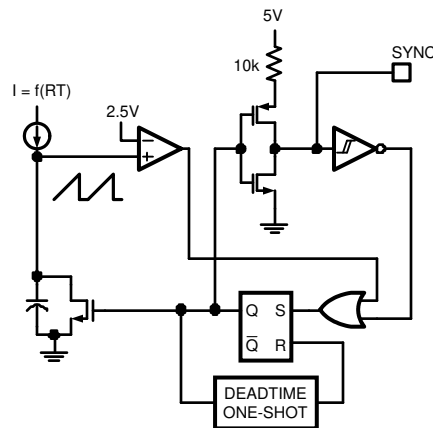 5V
SYNC
10k
I = f(RT)
2.5V
−
+
Q S
Q̅ R
DEADTIME
ONE-SHOT